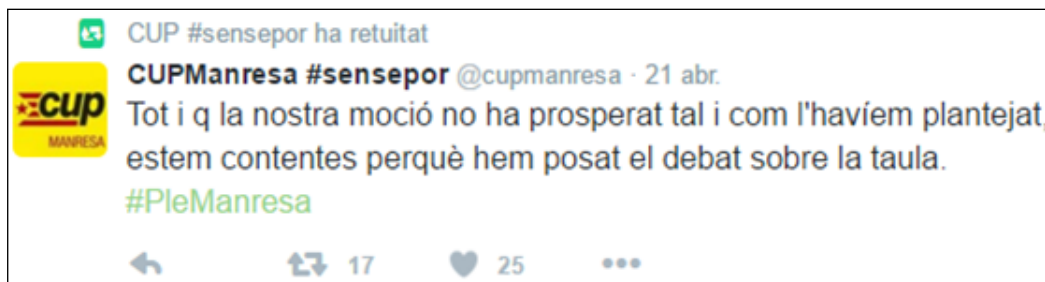 CUP #sensepor ha retuitat
CUPManresa #sensepor @cupmanresa · 21 abr.
cup
MANRESA
Tot i q la nostra moció no ha prosperat tal i com l'havíem plantejat,
estem contentes perquè hem posat el debat sobre la taula.
#PleManresa
17 25